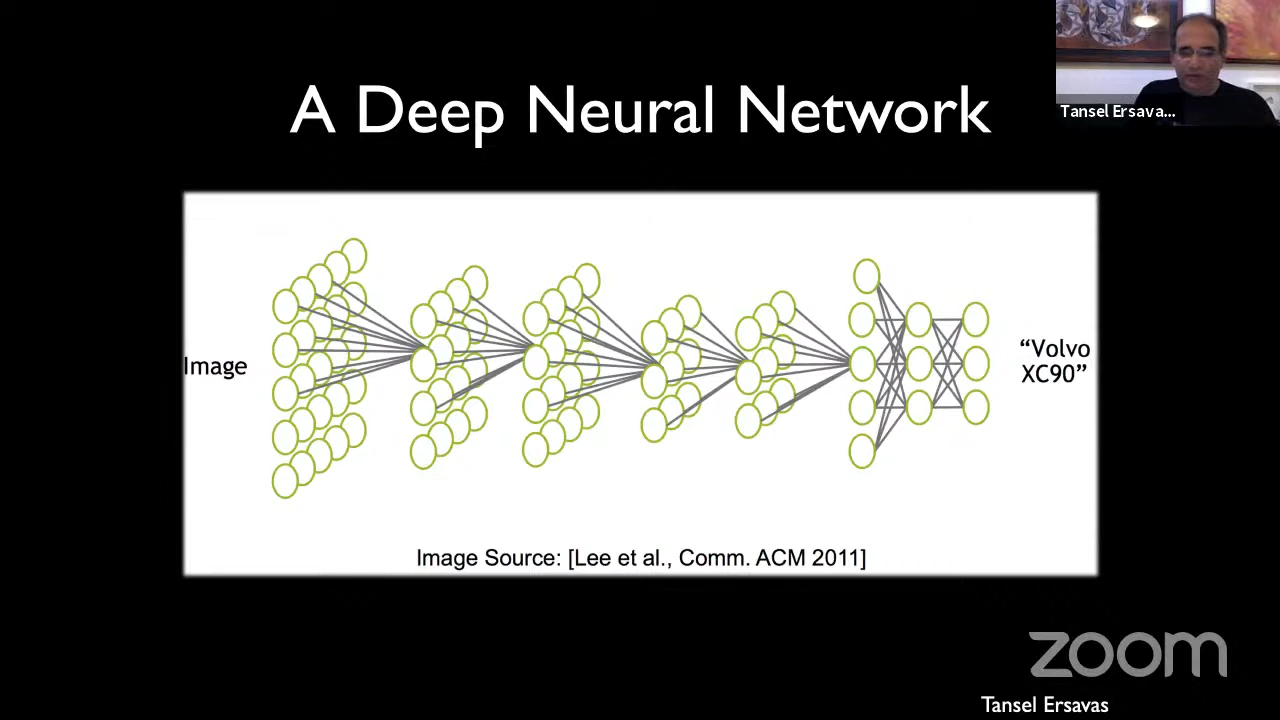 A Deep Neural Network
Tansel Ersava...
Image
“Volvo
XC90”
Image Source: [Lee et al., Comm. ACM 2011]
zoom
Tansel Ersavas